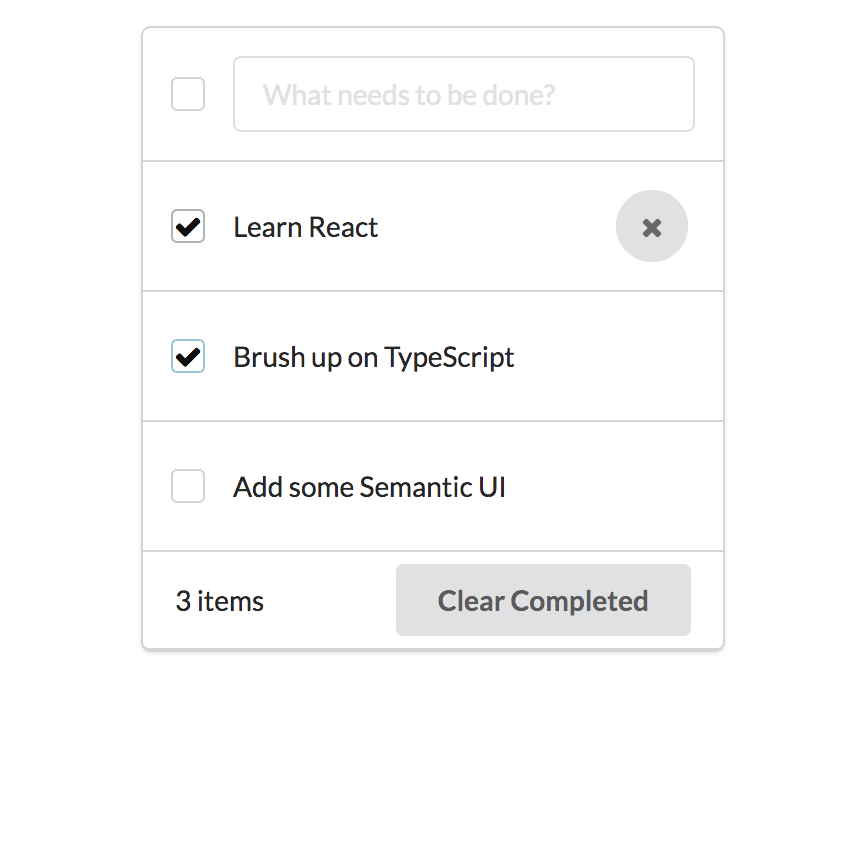 What needs to be done?
Learn React
Brush up on TypeScript
Add some Semantic UI
3 items
Clear Completed